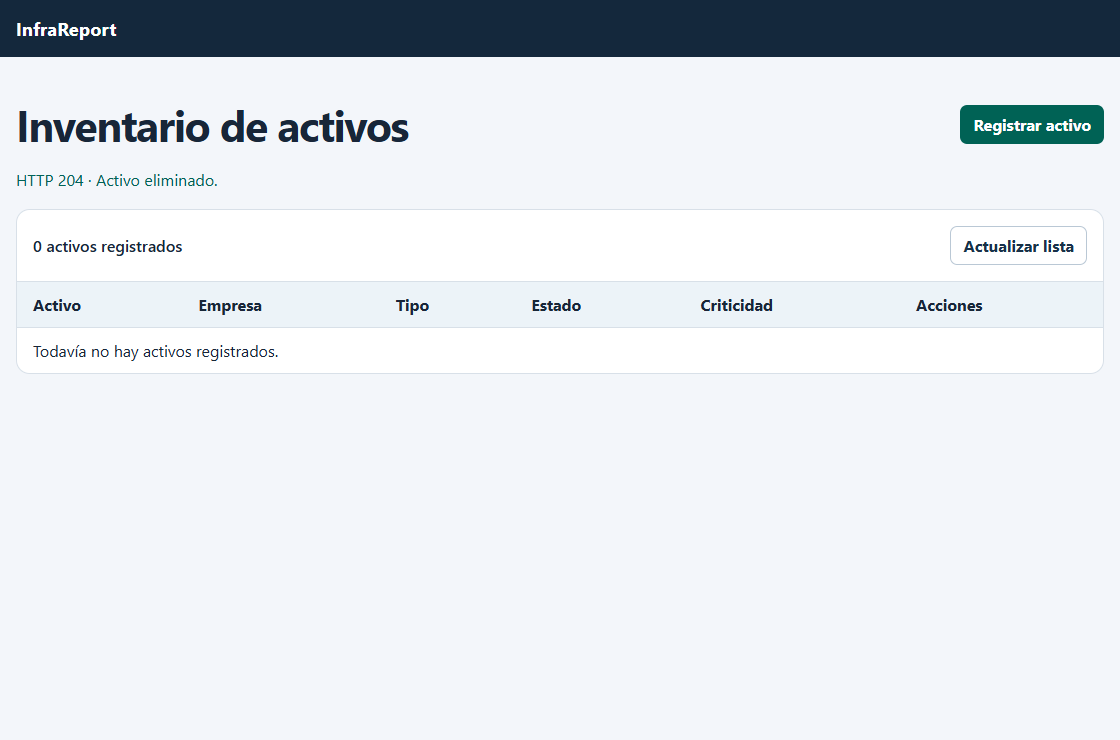 InfraReport
Inventario de activos
Registrar activo
HTTP 204 · Activo eliminado.
0 activos registrados
Actualizar lista
Activo Empresa Tipo Estado Criticidad Acciones
Todavía no hay activos registrados.